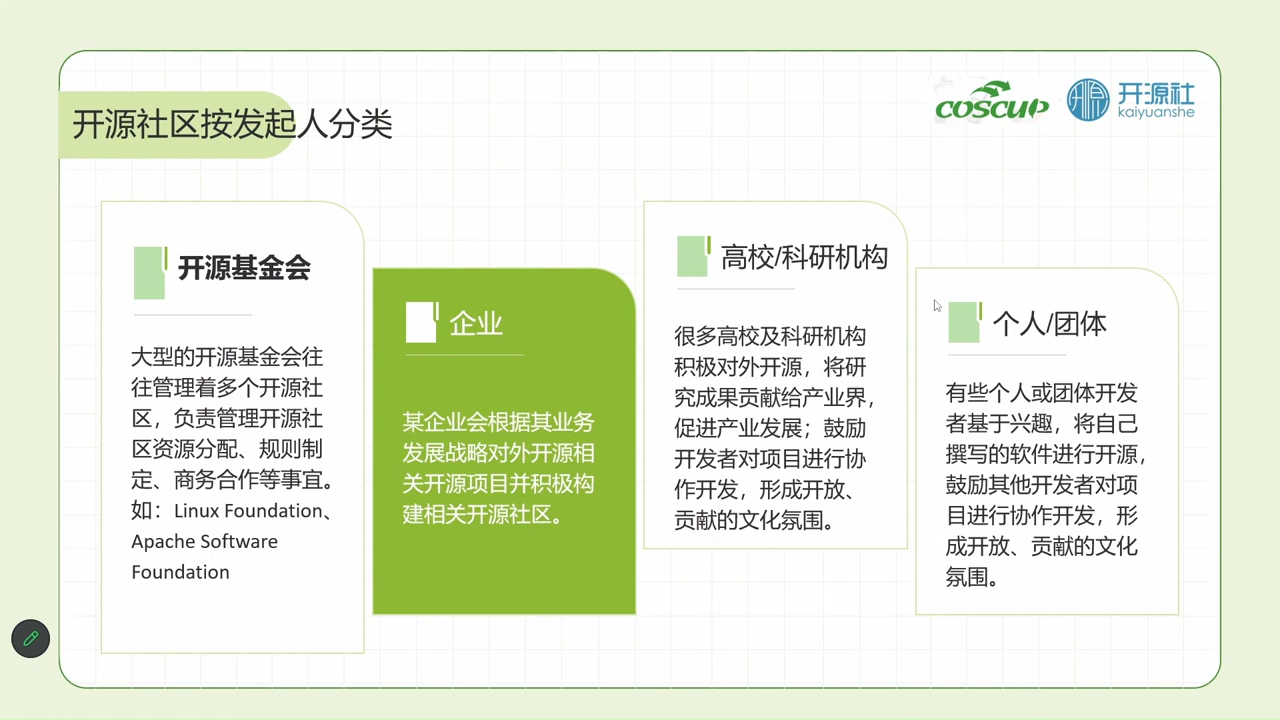 开源社区按发起人分类
coscup
开源社
kaiyuanshe
开源基金会
大型的开源基金会往
往管理着多个开源社
区，负责管理开源社
区资源分配、规则制
定、商务合作等事宜。
如：Linux Foundation、
Apache Software
Foundation
企业
某企业会根据其业务
发展战略对外开源相
关开源项目并积极构
建相关开源社区。
高校/科研机构
很多高校及科研机构
积极对外开源，将研
究成果贡献给产业界，
促进产业发展；鼓励
开发者对项目进行协
作开发，形成开放、
贡献的文化氛围。
个人/团体
有些个人或团体开发
者基于兴趣，将自己
撰写的软件进行开源，
鼓励其他开发者对项
目进行协作开发，形
成开放、贡献的文化
氛围。